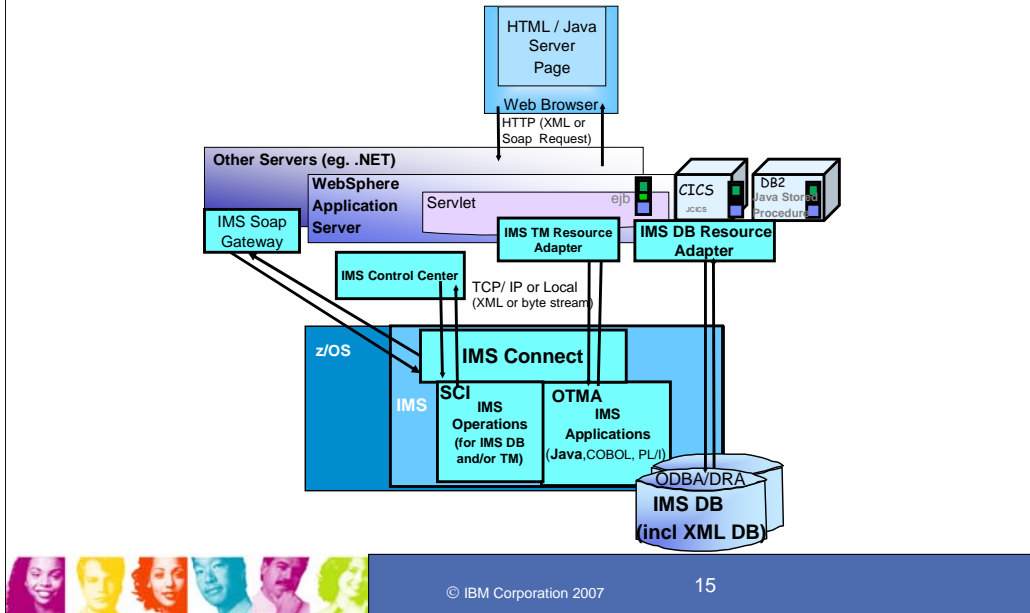 HTML / Java
Server
Page
Web Browser
HTTP (XML or
Soap Request)
Other Servers (eg. .NET)
WebSphere
Application
Server
Servlet
ejb
CICS
JCICS
DB2
Java Stored
Procedure
IMS Soap
Gateway
IMS TM Resource
Adapter
IMS DB Resource
Adapter
IMS Control Center
TCP/ IP or Local
(XML or byte stream)
z/OS
IMS
IMS Connect
SCI
IMS
Operations
(for IMS DB
and/or TM)
OTMA
IMS
Applications
(Java,COBOL, PL/I)
ODBA/DRA
IMS DB
(incl XML DB)
© IBM Corporation 2007
15